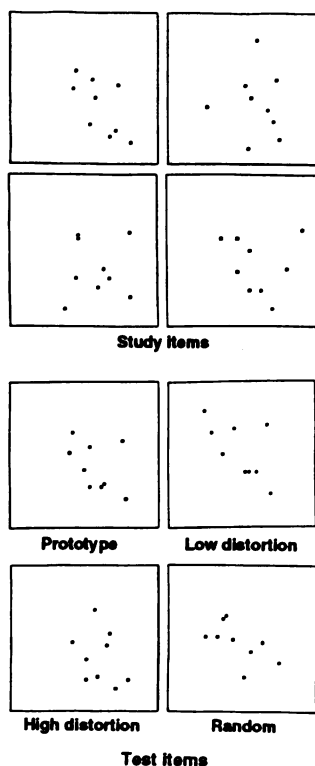 Study items
Prototype
Low distortion
High distortion
Random
Test items